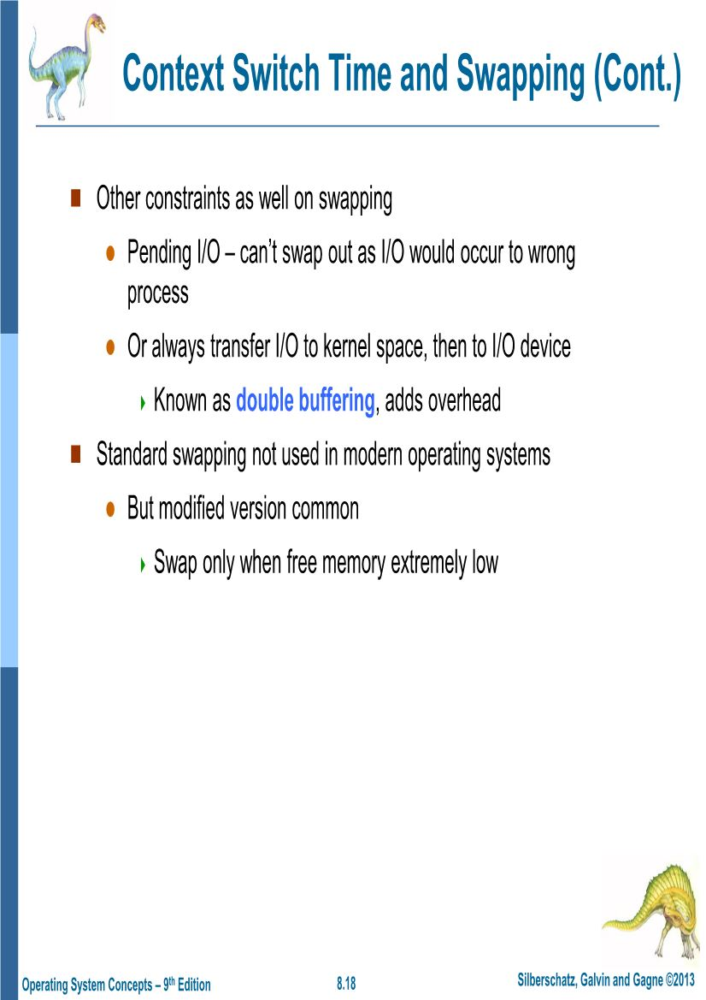 Context Switch Time and Swapping (Cont.)
Other constraints as well on swapping
Pending I/O – can’t swap out as I/O would occur to wrong
process
Or always transfer I/O to kernel space, then to I/O device
Known as double buffering, adds overhead
Standard swapping not used in modern operating systems
But modified version common
Swap only when free memory extremely low
Operating System Concepts – 9th Edition
8.18
Silberschatz, Galvin and Gagne ©2013